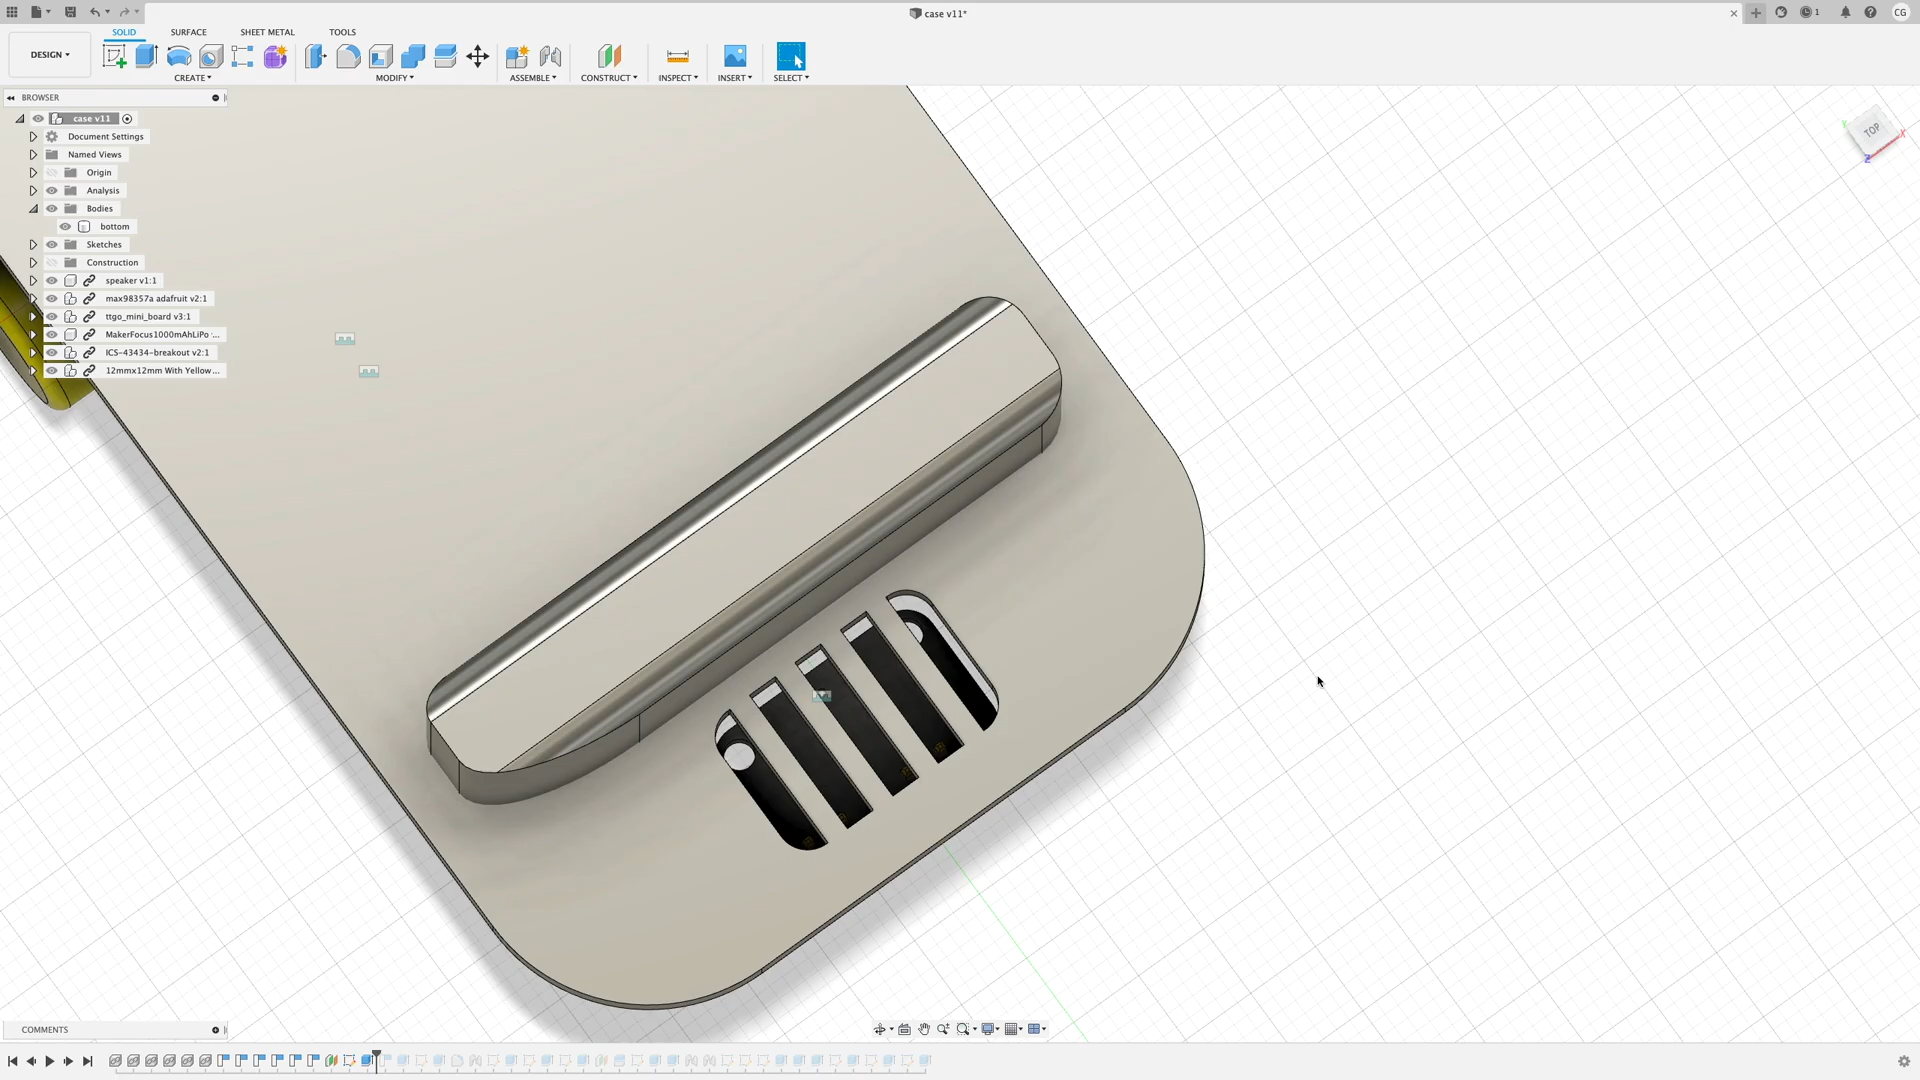 case v11*
1
CG
DESIGN
SOLID
SURFACE
SHEET METAL
TOOLS
CREATE
MODIFY
ASSEMBLE
CONSTRUCT
INSPECT
INSERT
SELECT
BROWSER
case v11
Document Settings
Named Views
Origin
Analysis
Bodies
bottom
Sketches
Construction
speaker v1:1
max98357a adafruit v2:1
ttgo_mini_board v3:1
MakerFocus1000mAhLiPo ...
ICS-43434-breakout v2:1
12mmx12mm With Yellow...
TOP
Y
X
Z
COMMENTS